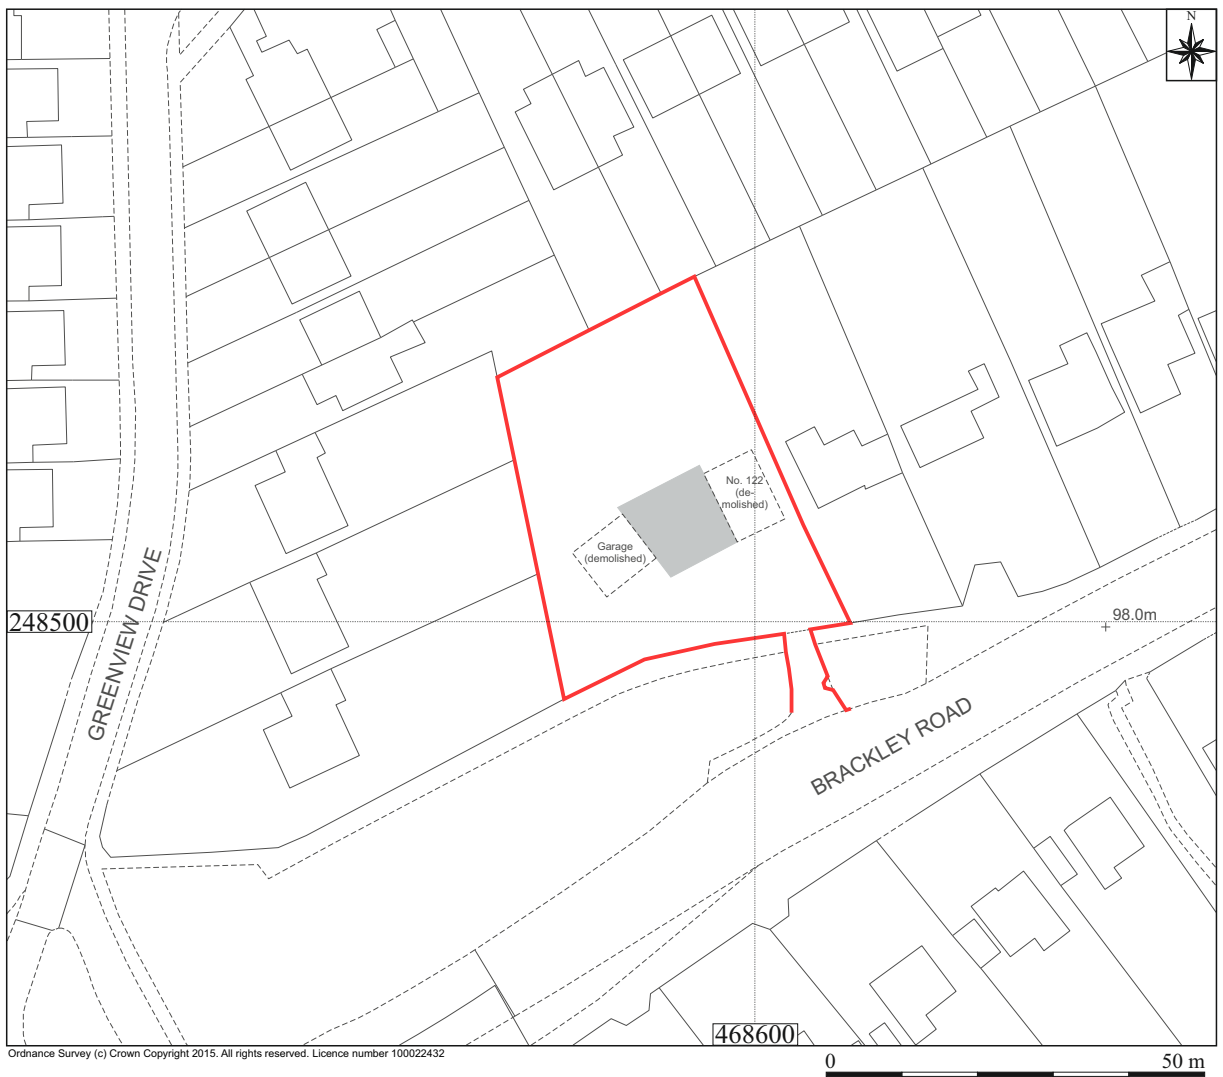 N
No. 122
(de-
molished)
Garage
(demolished)
GREENVIEW DRIVE
248500
98.0m
BRACKLEY ROAD
468600
Ordnance Survey (c) Crown Copyright 2015. All rights reserved. Licence number 100022432
0 50 m